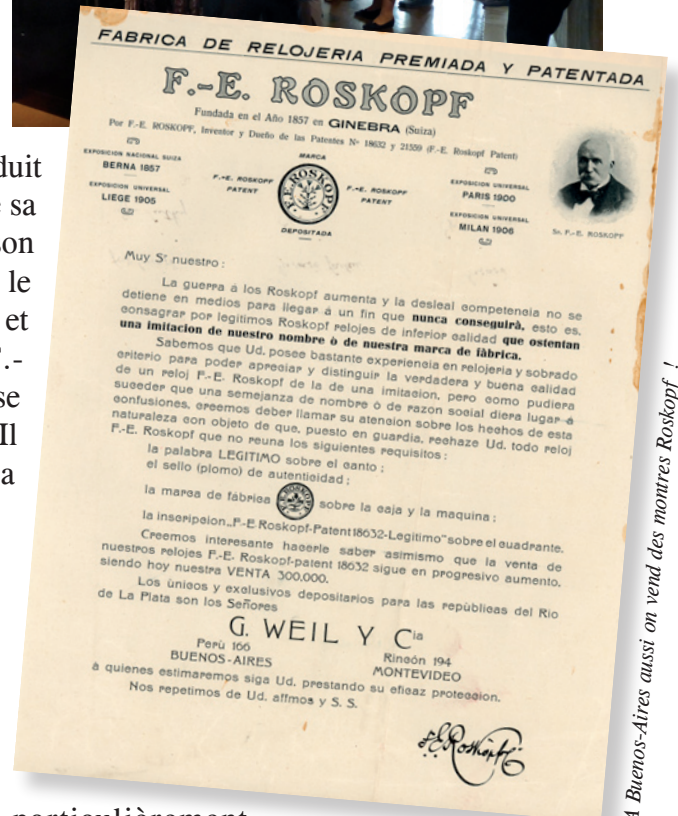 duit
sa
son
le
et
.-
se
Il
a
FABRICA DE RELOJERIA PREMIADA Y PATENTADA
F.-E. ROSKOPF
Fundada en el Año 1857 en GINEBRA (Suiza)
Por F.-E. ROSKOPF, Inventor y Dueño de las Patentes Nº 18632 y 21559 (F.-E. Roskopf Patent)
EXPOSICION NACIONAL SUIZA
BERNA 1857
EXPOSICION UNIVERSAL
LIEGE 1905
F.-E. ROSKOPF
PATENT
MARCA
F.E. ROSKOPF
DEPOSITADA
F.-E. ROSKOPF
PATENT
EXPOSICION UNIVERSAL
PARIS 1900
EXPOSICION UNIVERSAL
MILAN 1906
Sr. F.-E. ROSKOPF
Muy Sr nuestro :
La guerra á los Roskopf aumenta y la desleal competencia no se
detiene en medios para llegar á un fin que nunca conseguirà, esto es,
consagrar por legitimos Roskopf relojes de inferior calidad que ostentan
una imitacion de nuestro nombre ò de nuestra marca de fàbrica.
Sabemos que Ud. posee bastante experiencia en relojeria y sobrado
criterio para poder apreciar y distinguir la verdadera y buena calidad
de un reloj F.-E. Roskopf de la de una imitacion, pero como pudiera
suceder que una semejanza de nombre ò de razon social diera lugar á
confusiones, creemos deber llamar su atencion sobre los hechos de esta
naturaleza con objeto de que, puesto en guardia, rechaze Ud. todo reloj
F.-E. Roskopf que no reuna los siguientes requisitos :
la palabra LEGITIMO sobre el canto ;
el sello (plomo) de autenticidad ;
la marca de fábrica sobre la caja y la maquina ;
la inscripcion „F.-E Roskopf-Patent 18632-Legitimo" sobre el cuadrante.
Creemos interesante hacerle saber asimismo que la venta de
nuestros relojes F.-E. Roskopf-patent 18632 sigue en progresivo aumento,
siendo hoy nuestra VENTA 300.000.
Los ùnicos y exclusivos depositarios para las repùblicas del Rio
de La Plata son los Señores
G. WEIL Y Cia
Perù 166
BUENOS-AIRES
Rincón 194
MONTEVIDEO
à quienes estimaremos siga Ud. prestando su eficaz proteccion.
Nos repetimos de Ud. affmos y S. S.
F.E. Roskopf
A Buenos-Aires aussi on vend des montres Roskopf !
particulièrement